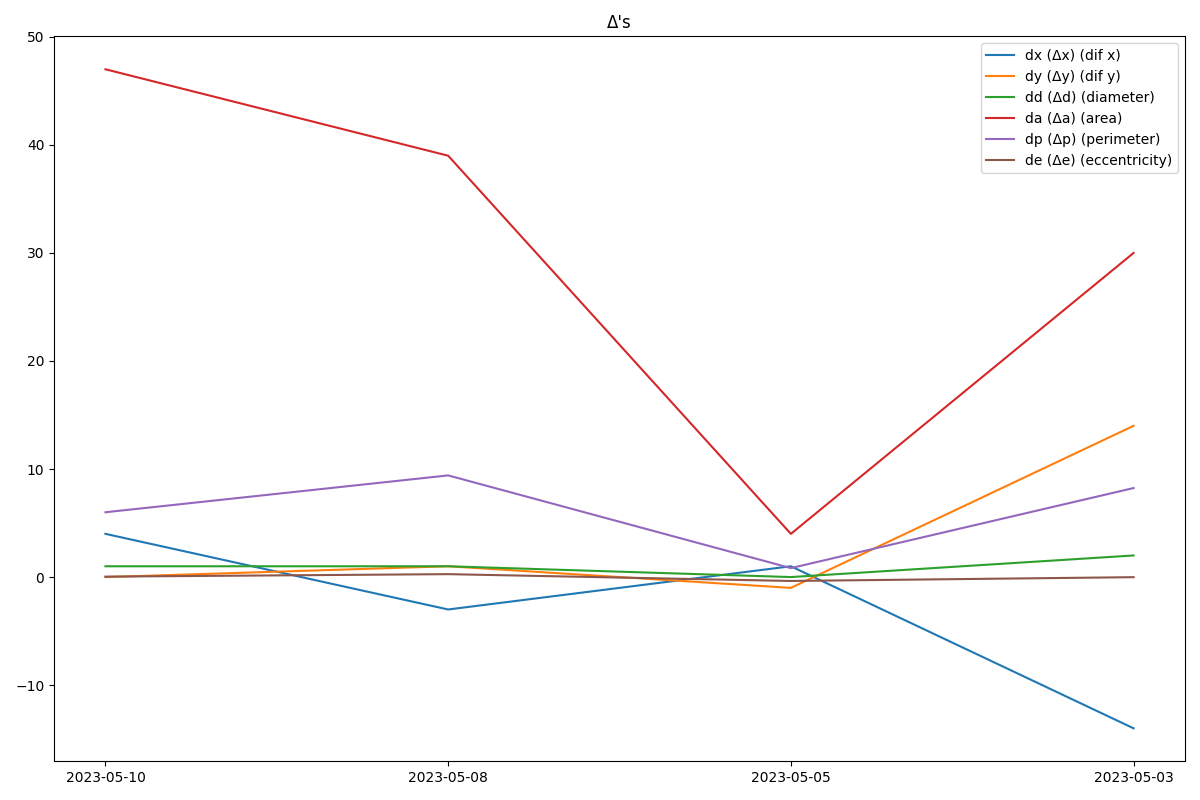 Δ's
50
40
30
20
10
0
−10
dx (Δx) (dif x)
dy (Δy) (dif y)
dd (Δd) (diameter)
da (Δa) (area)
dp (Δp) (perimeter)
de (Δe) (eccentricity)
2023-05-10 2023-05-08 2023-05-05 2023-05-03